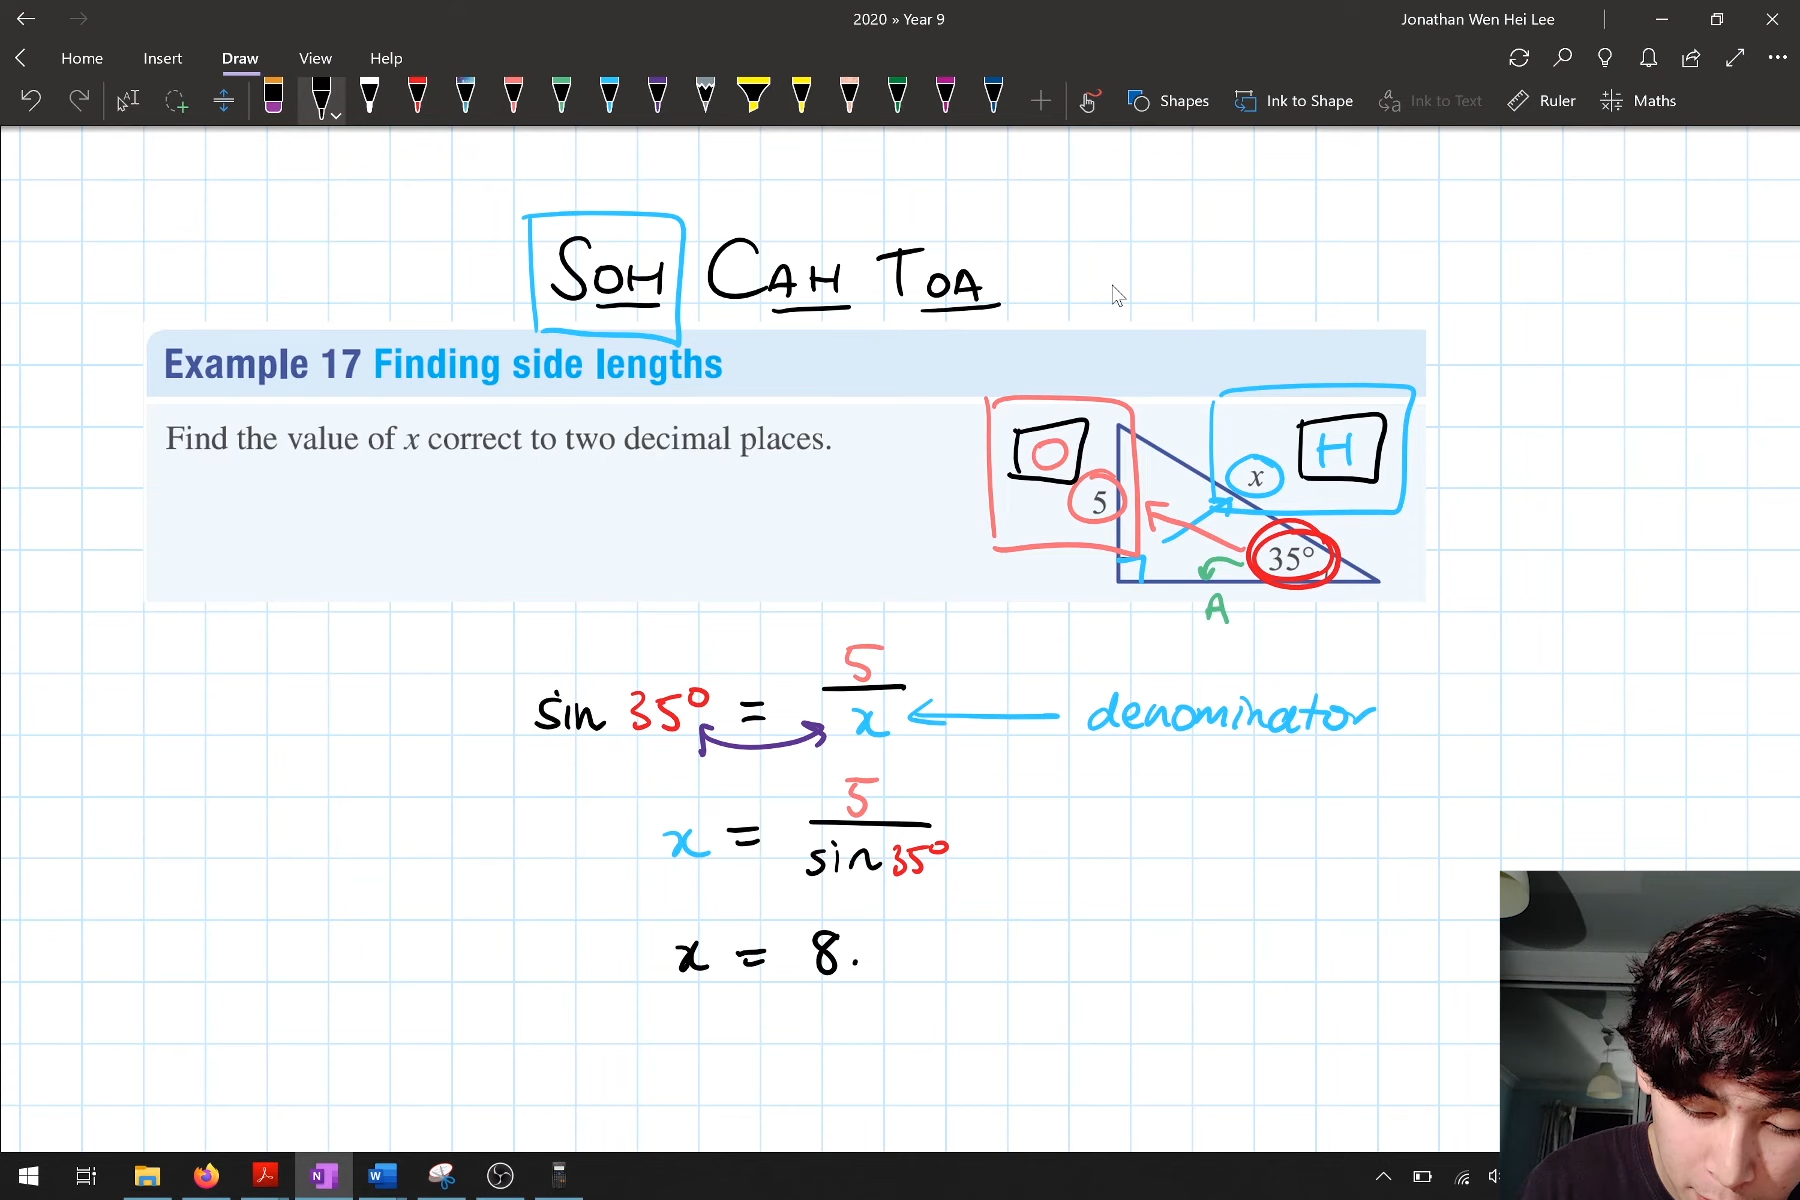 2020 » Year 9
Jonathan Wen Hei Lee
Home Insert Draw View Help
Shapes Ink to Shape Ink to Text Ruler Maths
SOH CAH TOA
Example 17 Finding side lengths
Find the value of x correct to two decimal places.
O
H
x
5
35°
A
sin 35° = 5/x
denominator
x = 5/sin 35°
x = 8.